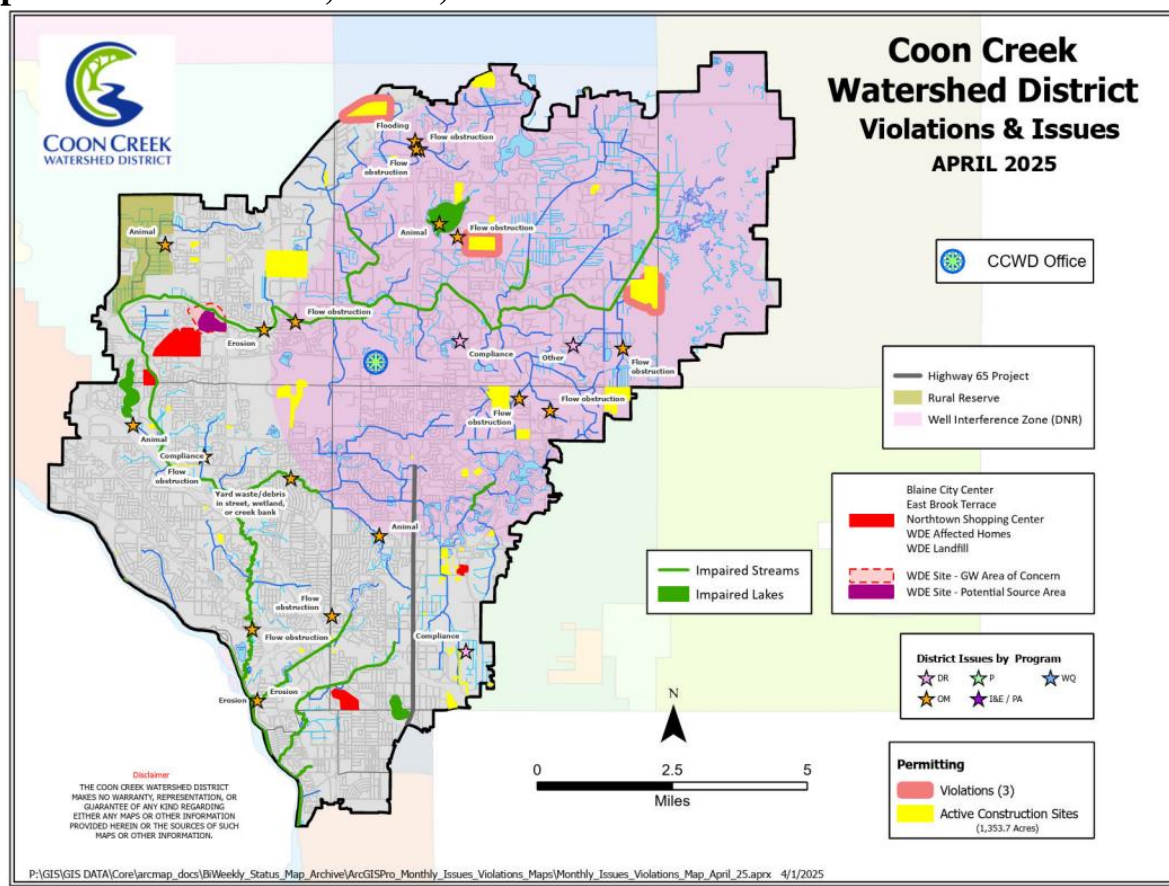 Coon Creek
Watershed District
Violations & Issues
APRIL 2025
COON CREEK
WATERSHED DISTRICT
CCWD Office
Flooding
Flow obstruction
Flow
obstruction
Animal
Flow obstruction
Animal
Flow obstruction
Erosion
Compliance
Other
Flow
obstruction
Flow obstruction
Flow
obstruction
Animal
Compliance
Flow
obstruction
Yard waste/debris
in street, wetland,
or creek bank
Animal
Flow
obstruction
Flow obstruction
Compliance
Erosion
Erosion
Highway 65 Project
Rural Reserve
Well Interference Zone (DNR)
Blaine City Center
East Brook Terrace
Northtown Shopping Center
WDE Affected Homes
WDE Landfill
WDE Site - GW Area of Concern
WDE Site - Potential Source Area
Impaired Streams
Impaired Lakes
District Issues by Program
DR
P
WQ
OM
I&E / PA
N
0 2.5 5
Miles
Permitting
Violations (3)
Active Construction Sites
(1,353.7 Acres)
Disclaimer
THE COON CREEK WATERSHED DISTRICT
MAKES NO WARRANTY, REPRESENTATION, OR
GUARANTEE OF ANY KIND REGARDING
EITHER ANY MAPS OR OTHER INFORMATION
PROVIDED HEREIN OR THE SOURCES OF SUCH
MAPS OR OTHER INFORMATION.
P:\GIS\GIS DATA\Core\arcmap_docs\BiWeekly_Status_Map_Archive\ArcGISPro_Monthly_Issues_Violations_Maps\Monthly_Issues_Violations_Map_April_25.aprx 4/1/2025